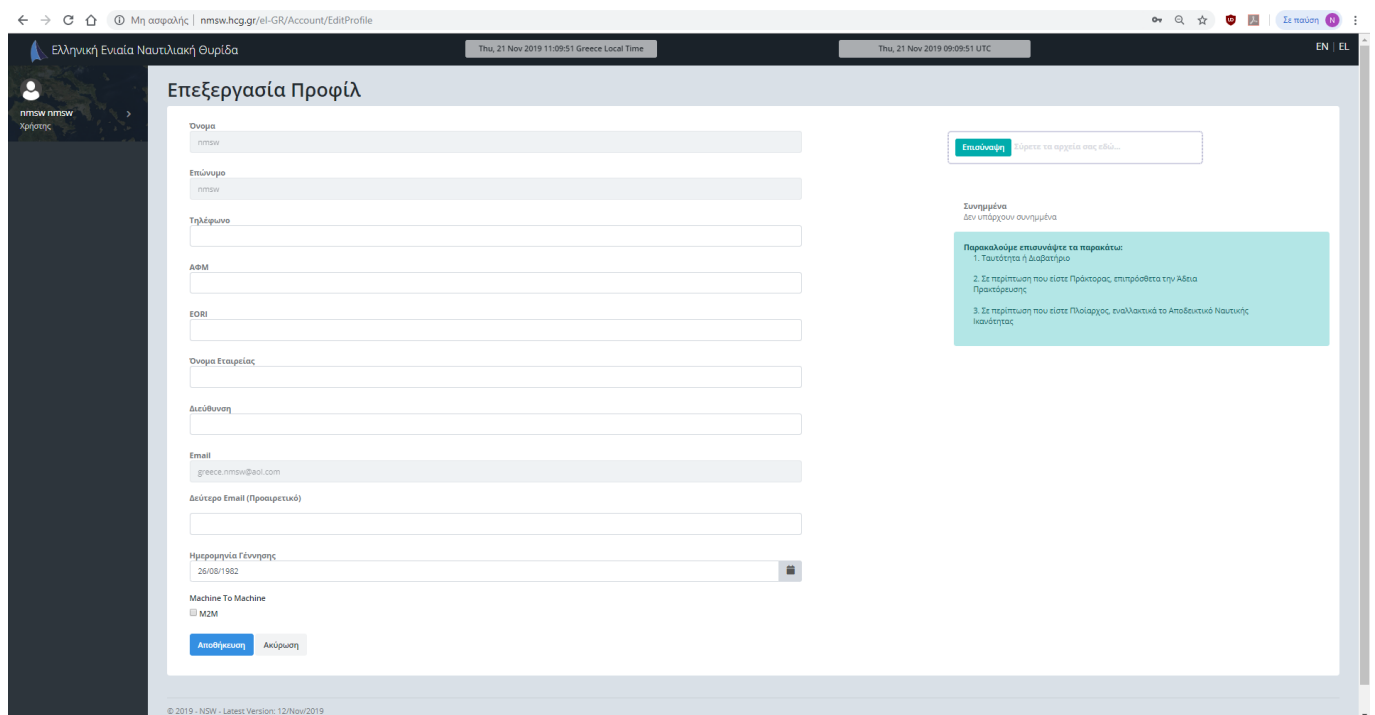 Μη ασφαλής | nmsw.hcg.gr/el-GR/Account/EditProfile
Σε παύση N
Ελληνική Ενιαία Ναυτιλιακή Θυρίδα
Thu, 21 Nov 2019 11:09:51 Greece Local Time
Thu, 21 Nov 2019 09:09:51 UTC
EN | EL
nmsw nmsw
Χρήστης
Επεξεργασία Προφίλ
Όνομα
nmsw
Επώνυμο
nmsw
Τηλέφωνο
ΑΦΜ
EORI
Όνομα Εταιρείας
Διεύθυνση
Email
greece.nmsw@aol.com
Δεύτερο Email (Προαιρετικό)
Ημερομηνία Γέννησης
26/08/1982
Machine To Machine
M2M
Αποθήκευση Ακύρωση
Επισύναψη Σύρετε τα αρχεία σας εδώ...
Συνημμένα
Δεν υπάρχουν συνημμένα
Παρακαλούμε επισυνάψτε τα παρακάτω:
1. Ταυτότητα ή Διαβατήριο
2. Σε περίπτωση που είστε Πράκτορας, επιπρόσθετα την Άδεια
Πρακτόρευσης
3. Σε περίπτωση που είστε Πλοίαρχος, εναλλακτικά το Αποδεικτικό Ναυτικής
Ικανότητας
© 2019 - NSW - Latest Version: 12/Nov/2019